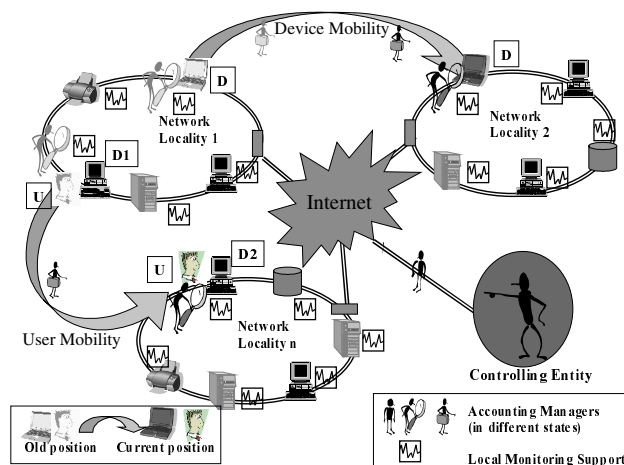 Device Mobility
D
D
Network
Locality 1
Network
Locality 2
D1
U
Internet
U
D2
Network
Locality n
User Mobility
Controlling Entity
Old position
Current position
Accounting Managers
(in different states)
Local Monitoring Support